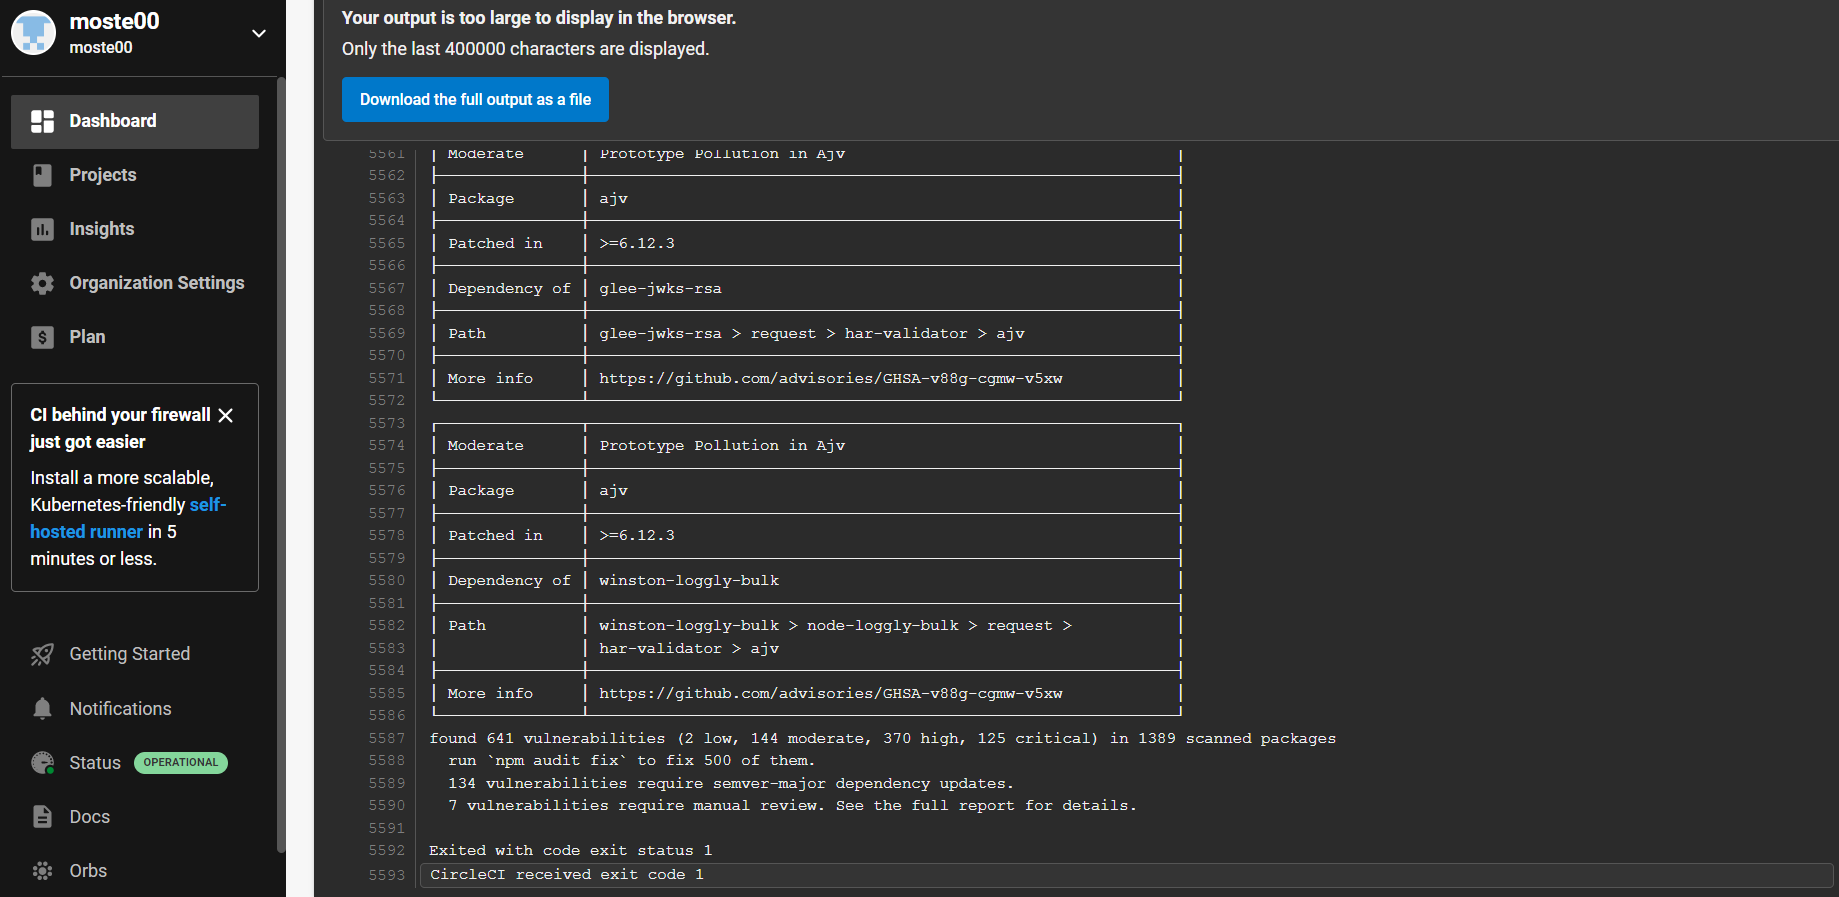 moste00
moste00
Dashboard
Projects
Insights
Organization Settings
Plan
CI behind your firewall
just got easier
Install a more scalable,
Kubernetes-friendly self-
hosted runner in 5
minutes or less.
Getting Started
Notifications
Status OPERATIONAL
Docs
Orbs
Your output is too large to display in the browser.
Only the last 400000 characters are displayed.
Download the full output as a file
5561 | Moderate | Prototype Pollution in Ajv |
5562
5563 | Package | ajv |
5564
5565 | Patched in | >=6.12.3 |
5566
5567 | Dependency of | glee-jwks-rsa |
5568
5569 | Path | glee-jwks-rsa > request > har-validator > ajv |
5570
5571 | More info | https://github.com/advisories/GHSA-v88g-cgmw-v5xw |
5572
5573
5574 | Moderate | Prototype Pollution in Ajv |
5575
5576 | Package | ajv |
5577
5578 | Patched in | >=6.12.3 |
5579
5580 | Dependency of | winston-loggly-bulk |
5581
5582 | Path | winston-loggly-bulk > node-loggly-bulk > request > |
5583 | | har-validator > ajv |
5584
5585 | More info | https://github.com/advisories/GHSA-v88g-cgmw-v5xw |
5586
5587 found 641 vulnerabilities (2 low, 144 moderate, 370 high, 125 critical) in 1389 scanned packages
5588 run `npm audit fix` to fix 500 of them.
5589 134 vulnerabilities require semver-major dependency updates.
5590 7 vulnerabilities require manual review. See the full report for details.
5591
5592 Exited with code exit status 1
5593 CircleCI received exit code 1